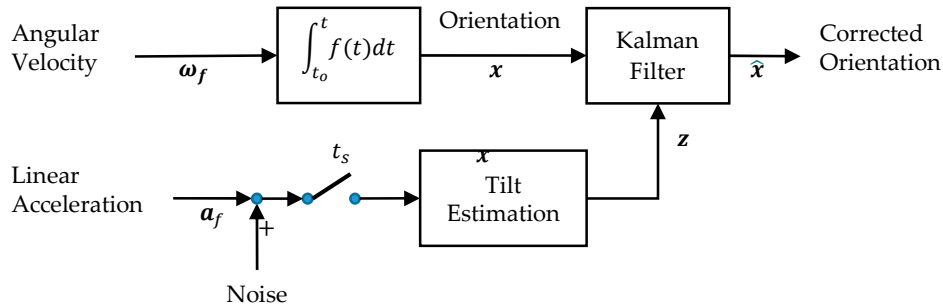 Angular
Velocity
ω_f
∫_{t_o}^{t} f(t)dt
Orientation
x
Kalman
Filter
x̂
Corrected
Orientation
z
Linear
Acceleration
a_f
+
Noise
t_s
x
Tilt
Estimation